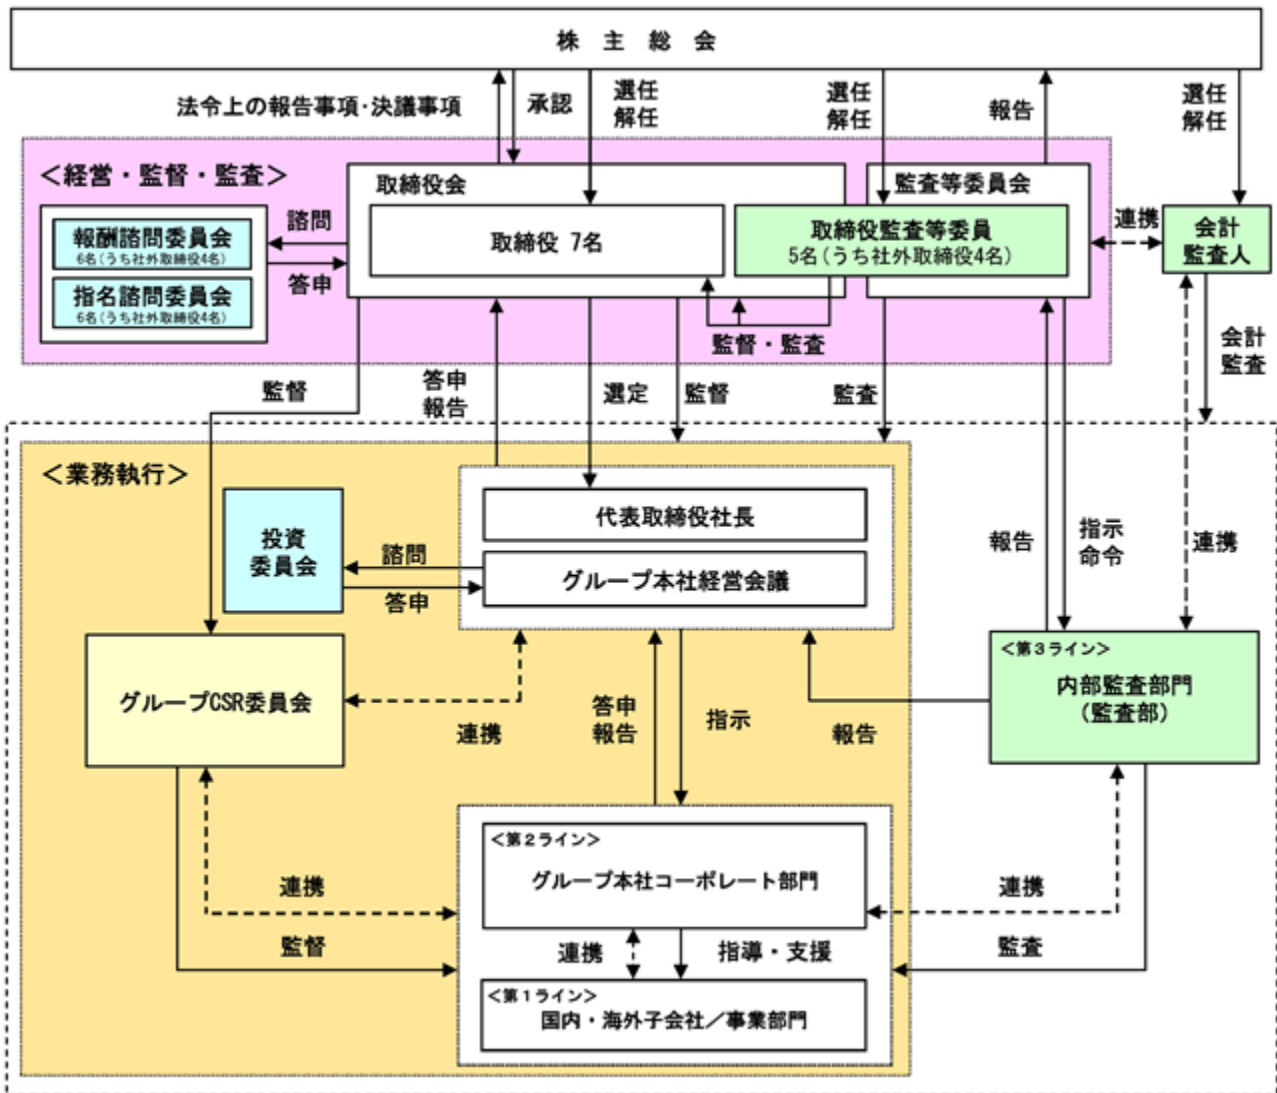 株 主 総 会
法令上の報告事項・決議事項
承認
選任
解任
選任
解任
報告
選任
解任
＜経営・監督・監査＞
取締役会
監査等委員会
報酬諮問委員会
6名(うち社外取締役4名)
指名諮問委員会
6名(うち社外取締役4名)
諮問
答申
取締役 7名
取締役監査等委員
5名(うち社外取締役4名)
連携
会計
監査人
監督・監査
会計
監査
監督
答申
報告
選定
監督
監査
＜業務執行＞
投資
委員会
諮問
答申
代表取締役社長
グループ本社経営会議
報告
指示
命令
連携
グループCSR委員会
連携
答申
報告
指示
報告
＜第３ライン＞
内部監査部門
（監査部）
＜第２ライン＞
グループ本社コーポレート部門
連携
連携
監督
連携
指導・支援
監査
＜第１ライン＞
国内・海外子会社／事業部門